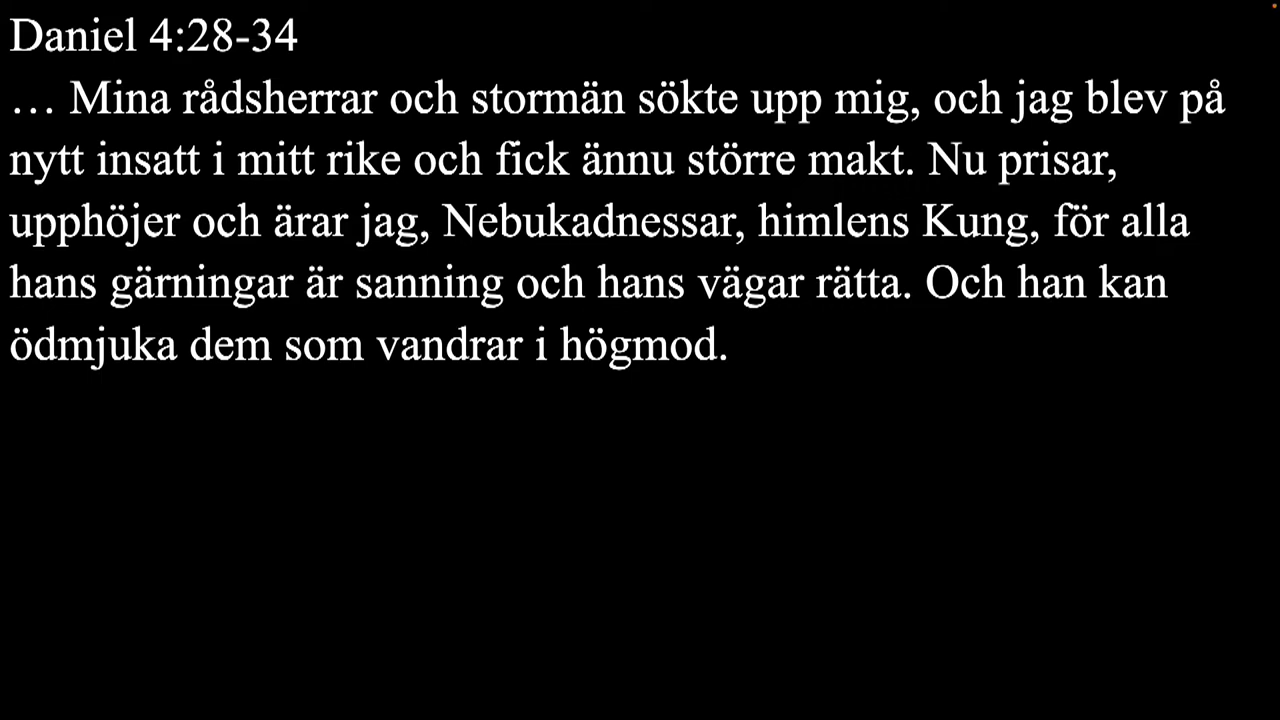 Daniel 4:28-34
… Mina rådsherrar och stormän sökte upp mig, och jag blev på
nytt insatt i mitt rike och fick ännu större makt. Nu prisar,
upphöjer och ärar jag, Nebukadnessar, himlens Kung, för alla
hans gärningar är sanning och hans vägar rätta. Och han kan
ödmjuka dem som vandrar i högmod.